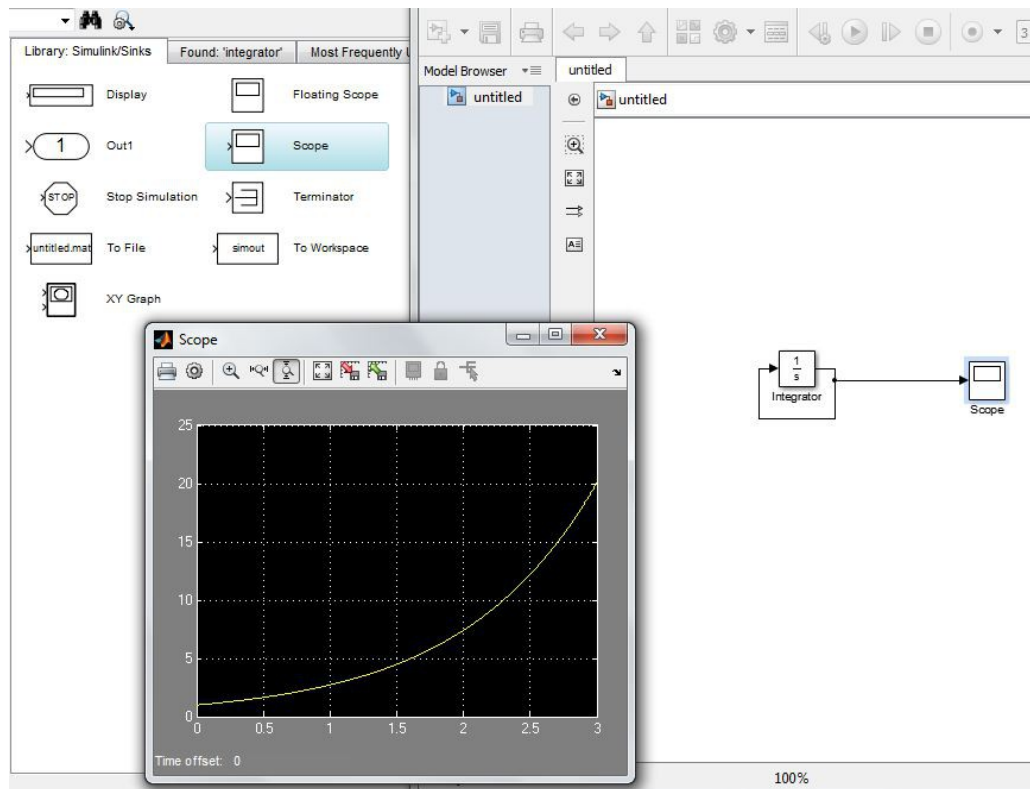 Library: Simulink/Sinks
Found: 'integrator'
Most Frequently
Display
Floating Scope
1
Out1
Scope
STOP
Stop Simulation
Terminator
untitled.mat
To File
simout
To Workspace
XY Graph
Model Browser
untitled
untitled
untitled
3
1
s
Integrator
Scope
Scope
25
20
15
10
5
0
0 0.5 1 1.5 2 2.5 3
Time offset: 0
100%